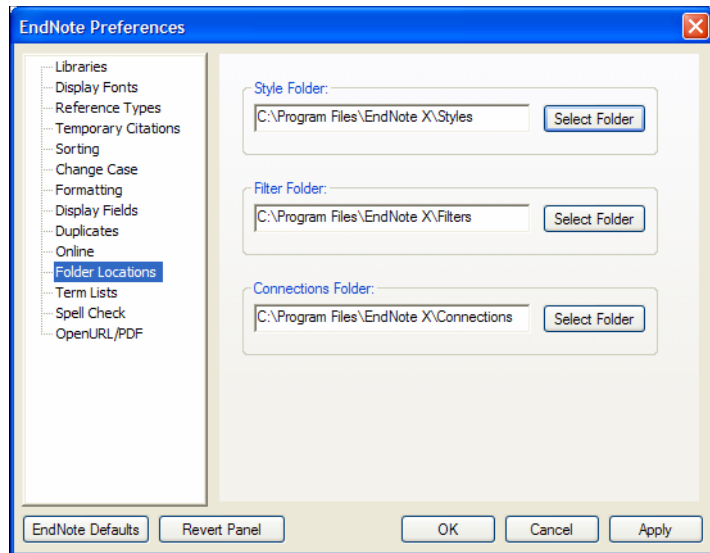 EndNote Preferences
Libraries
Display Fonts
Reference Types
Temporary Citations
Sorting
Change Case
Formatting
Display Fields
Duplicates
Online
Folder Locations
Term Lists
Spell Check
OpenURL/PDF
Style Folder:
C:\Program Files\EndNote X\Styles
Select Folder
Filter Folder:
C:\Program Files\EndNote X\Filters
Select Folder
Connections Folder:
C:\Program Files\EndNote X\Connections
Select Folder
EndNote Defaults
Revert Panel
OK
Cancel
Apply